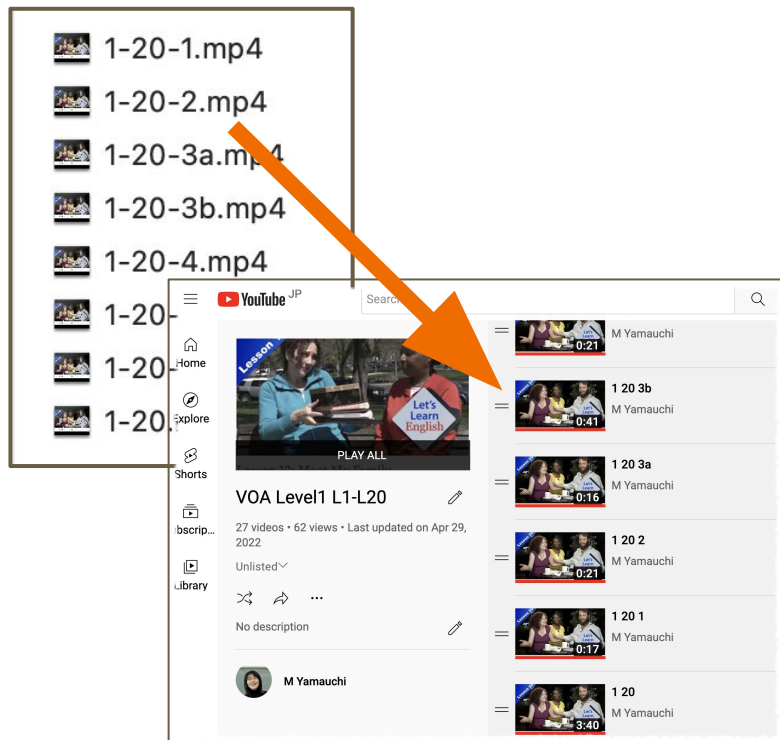 1-20-1.mp4
1-20-2.mp4
1-20-3a.mp4
1-20-3b.mp4
1-20-4.mp4
1-20-
1-20-
1-20.
YouTube JP
Searc
Home
Explore
Shorts
bscrip...
Library
Lesson
Let's
Learn
English
PLAY ALL
VOA Level1 L1-L20
27 videos • 62 views • Last updated on Apr 29,
2022
Unlisted
...
No description
M Yamauchi
0:21
M Yamauchi
1 20 3b
M Yamauchi
0:41
1 20 3a
M Yamauchi
0:16
1 20 2
M Yamauchi
0:21
1 20 1
M Yamauchi
0:17
1 20
M Yamauchi
3:40